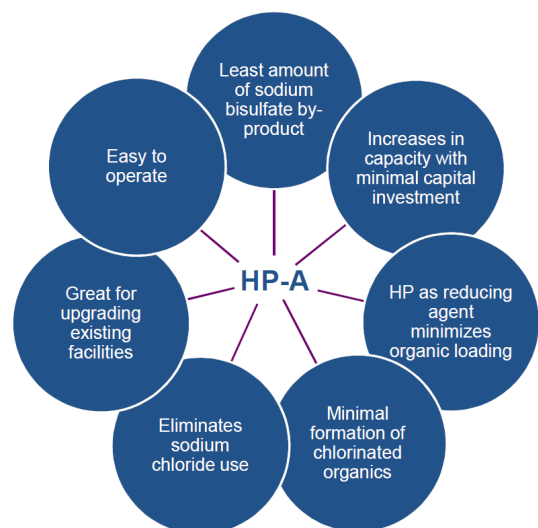 Least amount
of sodium
bisulfate by-
product
Increases in
capacity with
minimal capital
investment
HP as reducing
agent
minimizes
organic loading
Minimal
formation of
chlorinated
organics
Eliminates
sodium
chloride use
Great for
upgrading
existing
facilities
Easy to
operate
HP-A